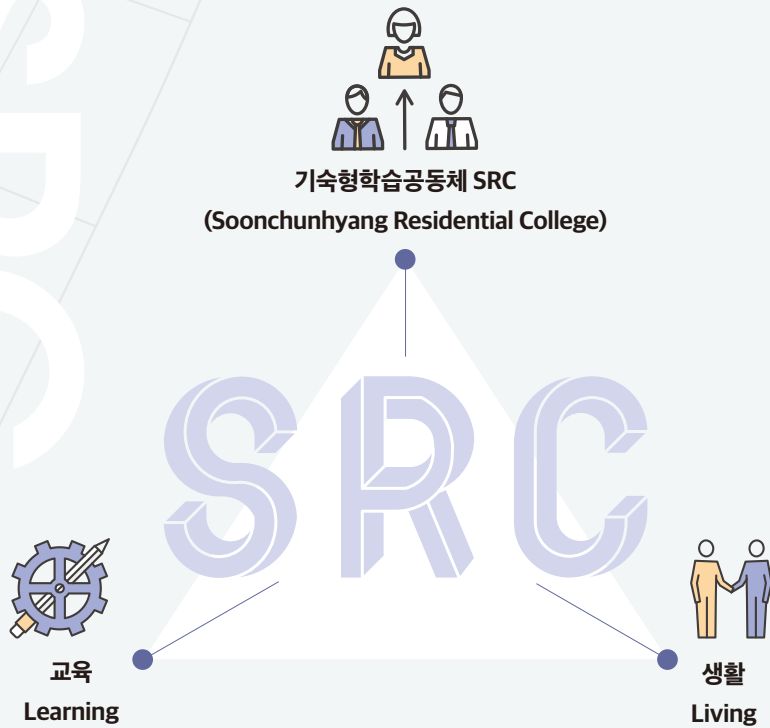 SRC
기숙형학습공동체 SRC
(Soonchunhyang Residential College)
SRC
교육
Learning
생활
Living